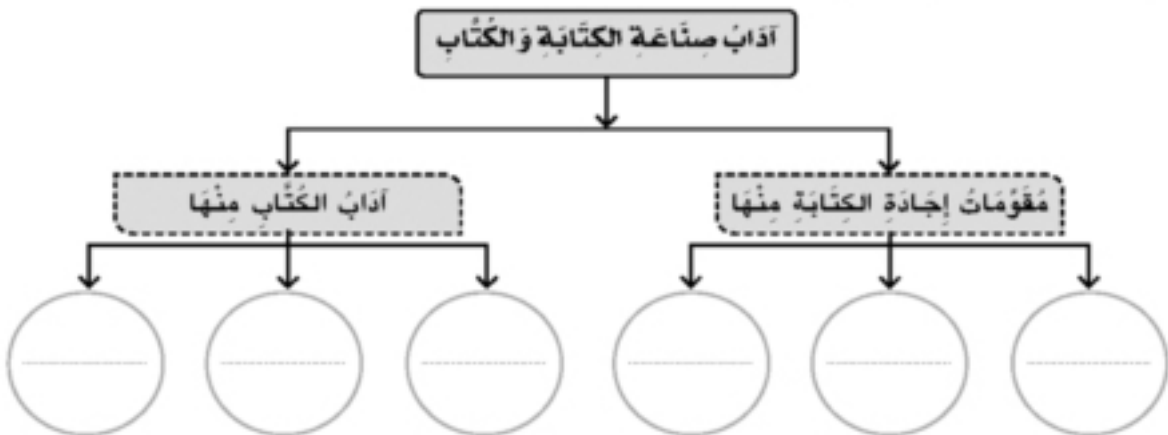 آدَابُ صِنَاعَةِ الكِتَابَةِ وَالكُتَّابِ
مُقَوِّمَاتُ إِجَادَةِ الكِتَابَةِ مِنْهَا
آدَابُ الكُتَّابِ مِنْهَا